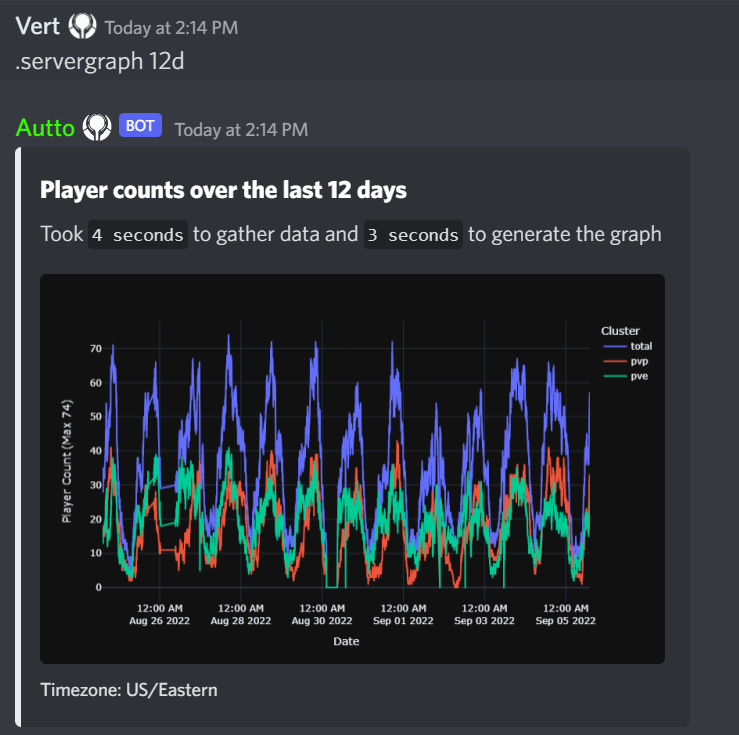 Vert Today at 2:14 PM
.servergraph 12d
Autto BOT Today at 2:14 PM
Player counts over the last 12 days
Took 4 seconds to gather data and 3 seconds to generate the graph
Cluster
total
pvp
pve
Player Count (Max 74)
70
60
50
40
30
20
10
0
12:00 AM 12:00 AM 12:00 AM 12:00 AM 12:00 AM 12:00 AM
Aug 26 2022 Aug 28 2022 Aug 30 2022 Sep 01 2022 Sep 03 2022 Sep 05 2022
Date
Timezone: US/Eastern